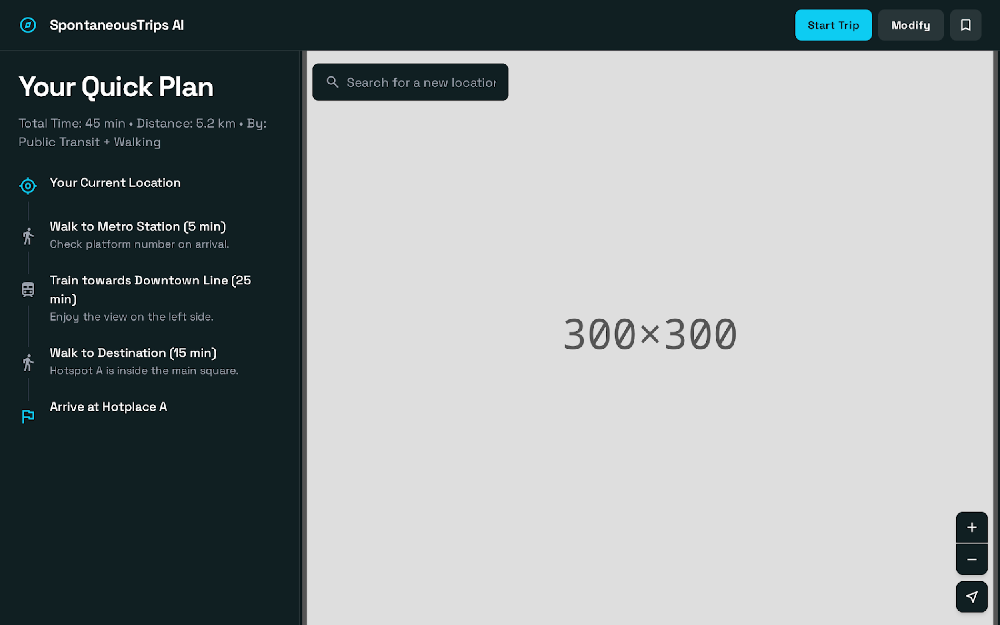 SpontaneousTrips AI
Start Trip
Modify
Your Quick Plan
Total Time: 45 min • Distance: 5.2 km • By:
Public Transit + Walking
Your Current Location
Walk to Metro Station (5 min)
Check platform number on arrival.
Train towards Downtown Line (25
min)
Enjoy the view on the left side.
Walk to Destination (15 min)
Hotspot A is inside the main square.
Arrive at Hotplace A
Search for a new location
300×300